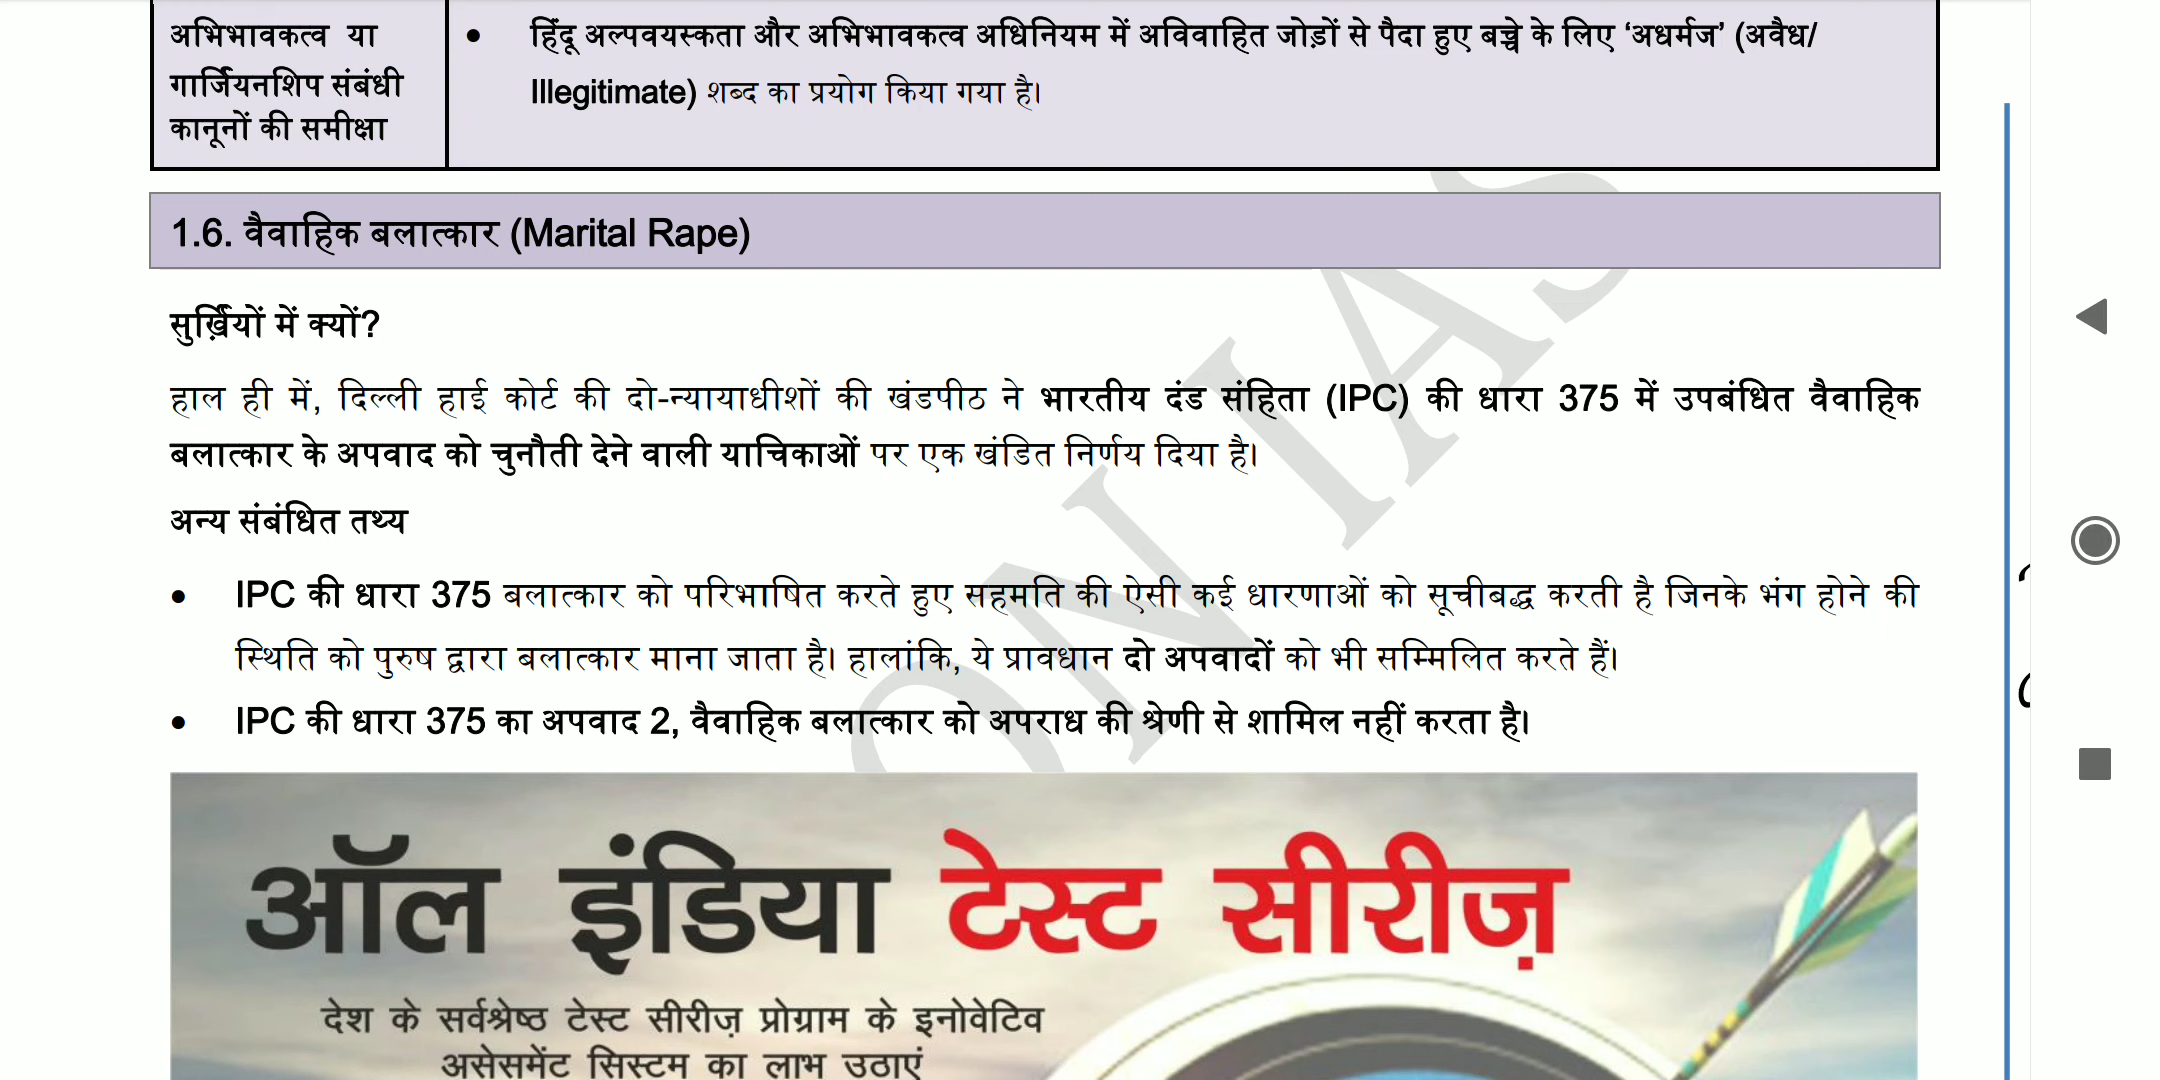 अभिभावकत्व या
गार्जियनशिप संबंधी
कानूनों की समीक्षा
• हिंदू अल्पवयस्कता और अभिभावकत्व अधिनियम में अविवाहित जोड़ों से पैदा हुए बच्चे के लिए ‘अधर्मज’ (अवैध/
Illegitimate) शब्द का प्रयोग किया गया है।
1.6. वैवाहिक बलात्कार (Marital Rape)
सुर्ख़ियों में क्यों?
हाल ही में, दिल्ली हाई कोर्ट की दो-न्यायाधीशों की खंडपीठ ने भारतीय दंड संहिता (IPC) की धारा 375 में उपबंधित वैवाहिक
बलात्कार के अपवाद को चुनौती देने वाली याचिकाओं पर एक खंडित निर्णय दिया है।
अन्य संबंधित तथ्य
• IPC की धारा 375 बलात्कार को परिभाषित करते हुए सहमति की ऐसी कई धारणाओं को सूचीबद्ध करती है जिनके भंग होने की
स्थिति को पुरुष द्वारा बलात्कार माना जाता है। हालांकि, ये प्रावधान दो अपवादों को भी सम्मिलित करते हैं।
• IPC की धारा 375 का अपवाद 2, वैवाहिक बलात्कार को अपराध की श्रेणी से शामिल नहीं करता है।
ON IAS
ऑल इंडिया टेस्ट सीरीज़
देश के सर्वश्रेष्ठ टेस्ट सीरीज़ प्रोग्राम के इनोवेटिव
असेसमेंट सिस्टम का लाभ उठाएं